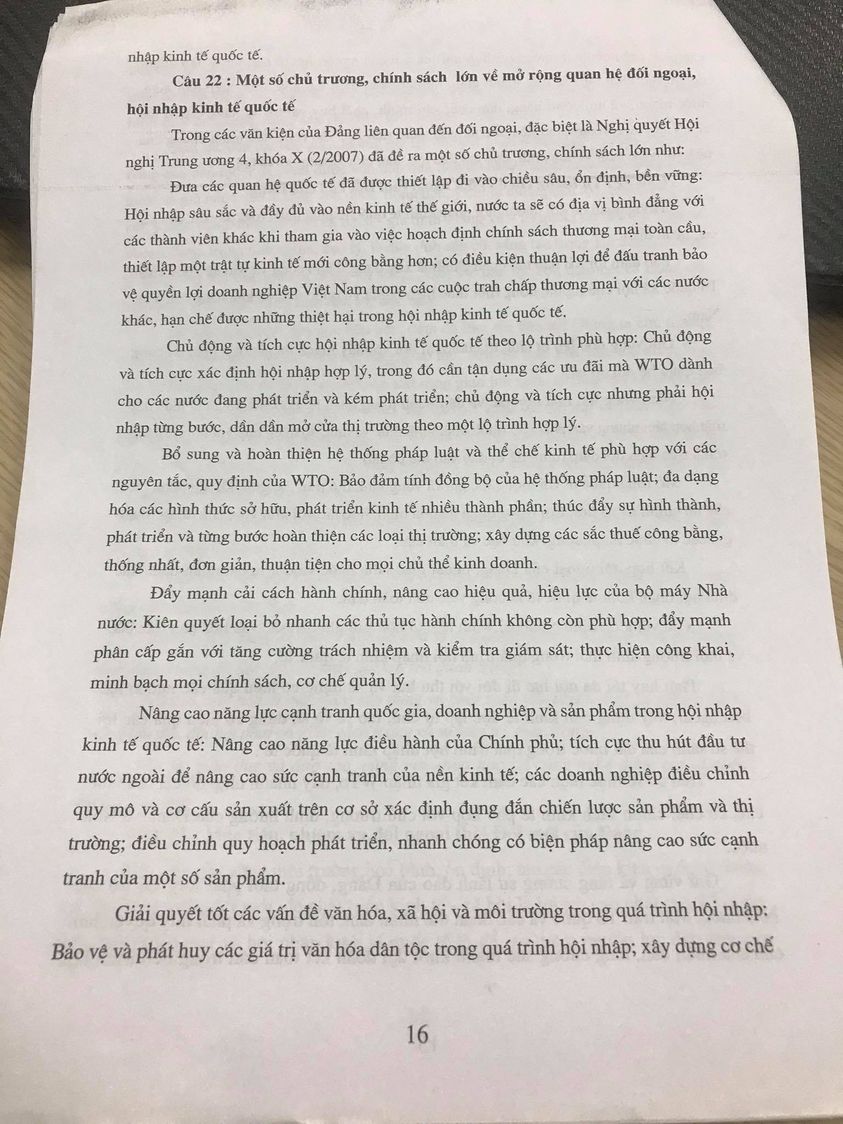 nhập kinh tế quốc tế.
Câu 22 : Một số chủ trương, chính sách lớn về mở rộng quan hệ đối ngoại,
hội nhập kinh tế quốc tế
Trong các văn kiện của Đảng liên quan đến đối ngoại, đặc biệt là Nghị quyết Hội
nghị Trung ương 4, khóa X (2/2007) đã đề ra một số chủ trương, chính sách lớn như:
Đưa các quan hệ quốc tế đã được thiết lập đi vào chiều sâu, ổn định, bền vững:
Hội nhập sâu sắc và đầy đủ vào nền kinh tế thế giới, nước ta sẽ có địa vị bình đẳng với
các thành viên khác khi tham gia vào việc hoạch định chính sách thương mại toàn cầu,
thiết lập một trật tự kinh tế mới công bằng hơn; có điều kiện thuận lợi để đấu tranh bảo
vệ quyền lợi doanh nghiệp Việt Nam trong các cuộc trah chấp thương mại với các nước
khác, hạn chế được những thiệt hại trong hội nhập kinh tế quốc tế.
Chủ động và tích cực hội nhập kinh tế quốc tế theo lộ trình phù hợp: Chủ động
và tích cực xác định hội nhập hợp lý, trong đó cần tận dụng các ưu đãi mà WTO dành
cho các nước đang phát triển và kém phát triển; chủ động và tích cực nhưng phải hội
nhập từng bước, dần dần mở cửa thị trường theo một lộ trình hợp lý.
Bổ sung và hoàn thiện hệ thống pháp luật và thể chế kinh tế phù hợp với các
nguyên tắc, quy định của WTO: Bảo đảm tính đồng bộ của hệ thống pháp luật; đa dạng
hóa các hình thức sở hữu, phát triển kinh tế nhiều thành phần; thúc đẩy sự hình thành,
phát triển và từng bước hoàn thiện các loại thị trường; xây dựng các sắc thuế công bằng,
thống nhất, đơn giản, thuận tiện cho mọi chủ thể kinh doanh.
Đẩy mạnh cải cách hành chính, nâng cao hiệu quả, hiệu lực của bộ máy Nhà
nước: Kiên quyết loại bỏ nhanh các thủ tục hành chính không còn phù hợp; đẩy mạnh
phân cấp gắn với tăng cường trách nhiệm và kiểm tra giám sát; thực hiện công khai,
minh bạch mọi chính sách, cơ chế quản lý.
Nâng cao năng lực cạnh tranh quốc gia, doanh nghiệp và sản phẩm trong hội nhập
kinh tế quốc tế: Nâng cao năng lực điều hành của Chính phủ; tích cực thu hút đầu tư
nước ngoài để nâng cao sức cạnh tranh của nền kinh tế; các doanh nghiệp điều chỉnh
quy mô và cơ cấu sản xuất trên cơ sở xác định đụng đắn chiến lược sản phẩm và thị
trường; điều chỉnh quy hoạch phát triển, nhanh chóng có biện pháp nâng cao sức cạnh
tranh của một số sản phẩm.
Giải quyết tốt các vấn đề văn hóa, xã hội và môi trường trong quá trình hội nhập:
Bảo vệ và phát huy các giá trị văn hóa dân tộc trong quá trình hội nhập; xây dựng cơ chế
16